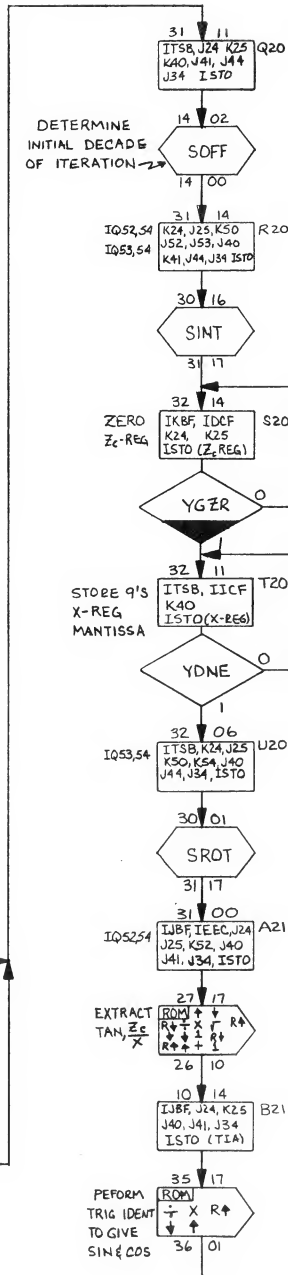 31 11
ITSB, J24 K25
K40, J41, J44
J34 ISTO
Q20
DETERMINE
INITIAL DECADE
OF ITERATION
14 02
SOFF
14 00
31 14
IQ52,54
IQ53,54
K24, J25, K50
J52, J53, J40
K41, J44, J34 ISTO
R20
30 16
SINT
31 17
32 14
ZERO
Zc-REG
IKBF, IDCF
K24, K25
ISTO (Zc REG)
S20
YGZR
0
1
32 11
STORE 9'S
X-REG
MANTISSA
ITSB, IICF
K40
ISTO (X-REG)
T20
YDNE
0
1
32 06
IQ53,54
ITSB, K24, J25
K50, K54, J40
J44, J34, ISTO
U20
30 01
SROT
31 17
31 00
IQ52,54
IJBF, IEEC, J24
J25, K52, J40
J41, J34, ISTO
A21
27 17
EXTRACT
TAN, Zc/X
ROM ↑ ↓
R↓ ÷ X √ R↑
↓ ↓ 1 R↓
R↑ ↑ + 1
26 10
10 14
IJBF, J24, K25
J40, J41, J34
ISTO (TIA)
B21
35 17
PEFORM
TRIG IDENT
TO GIVE
SIN & COS
ROM
÷ X R↑
↓ ↑
36 01